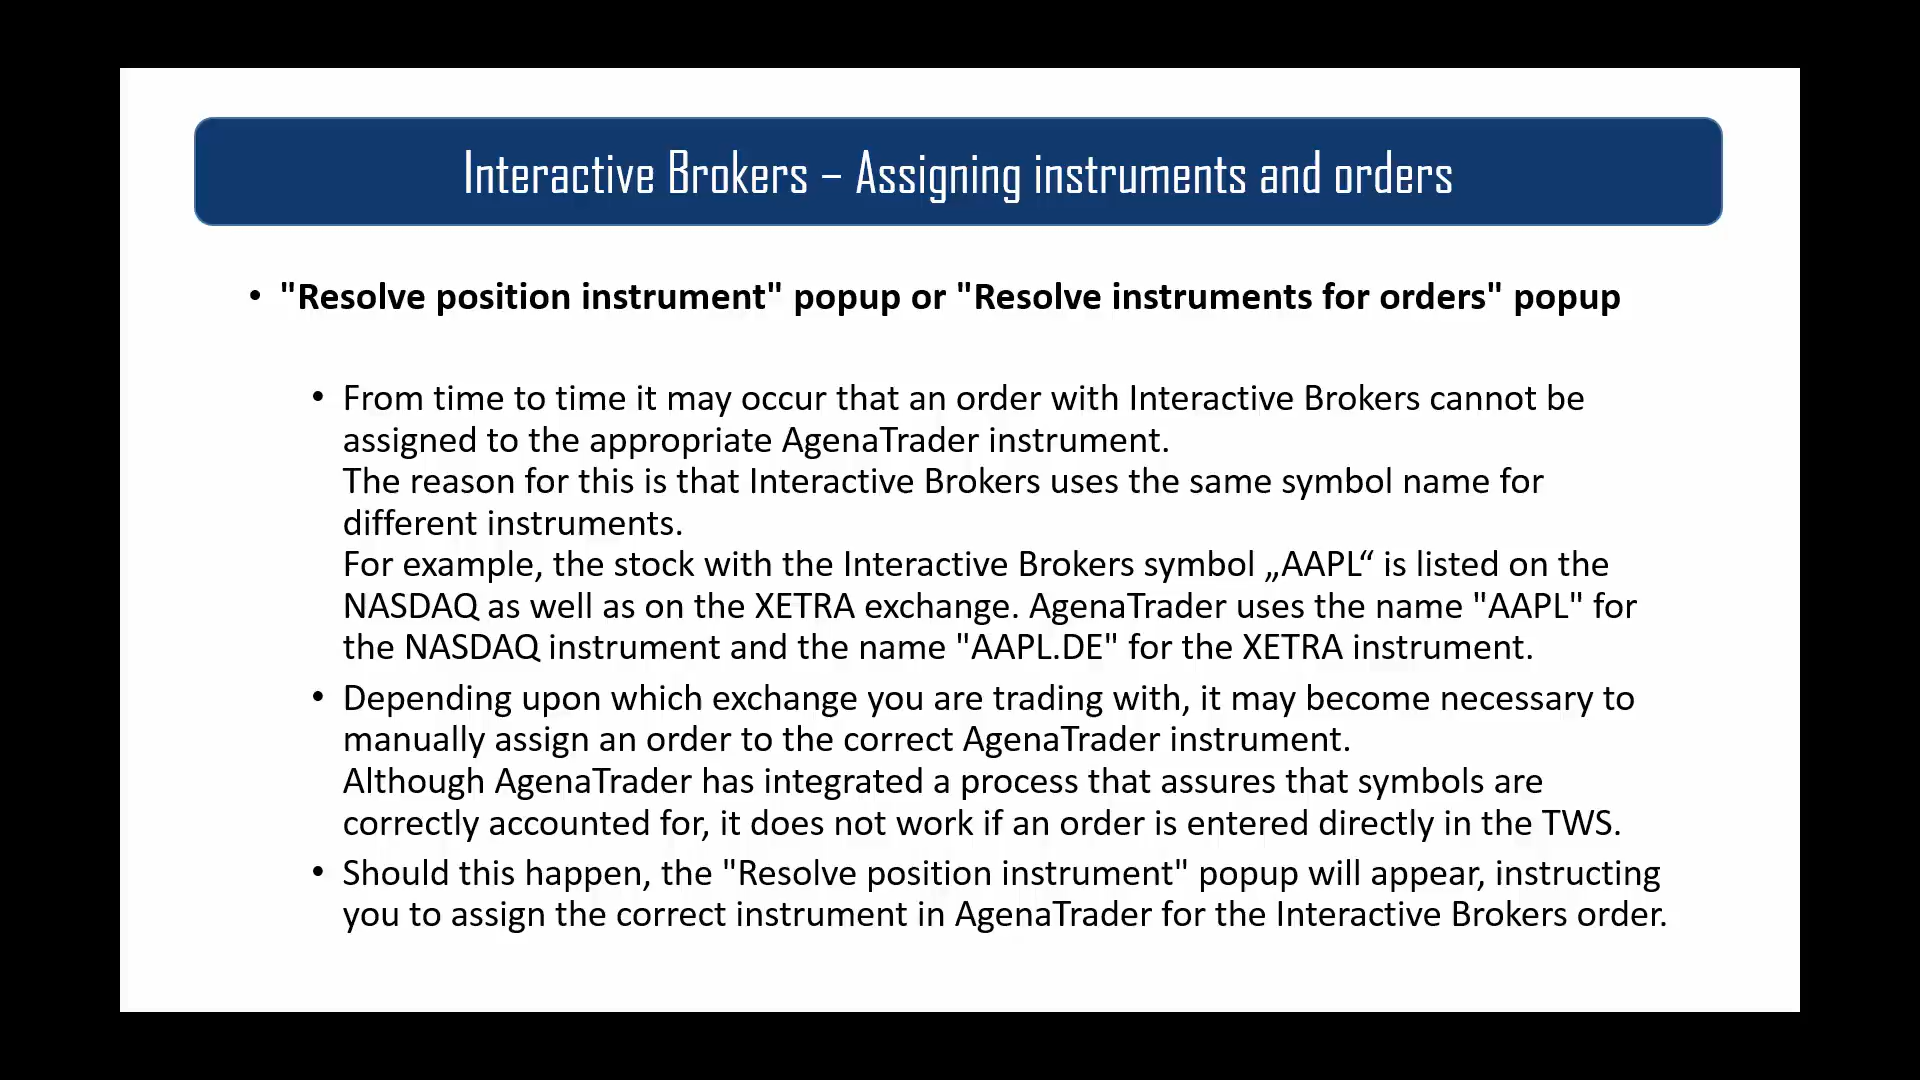 Interactive Brokers – Assigning instruments and orders
• "Resolve position instrument" popup or "Resolve instruments for orders" popup
• From time to time it may occur that an order with Interactive Brokers cannot be
assigned to the appropriate AgenaTrader instrument.
The reason for this is that Interactive Brokers uses the same symbol name for
different instruments.
For example, the stock with the Interactive Brokers symbol „AAPL“ is listed on the
NASDAQ as well as on the XETRA exchange. AgenaTrader uses the name "AAPL" for
the NASDAQ instrument and the name "AAPL.DE" for the XETRA instrument.
• Depending upon which exchange you are trading with, it may become necessary to
manually assign an order to the correct AgenaTrader instrument.
Although AgenaTrader has integrated a process that assures that symbols are
correctly accounted for, it does not work if an order is entered directly in the TWS.
• Should this happen, the "Resolve position instrument" popup will appear, instructing
you to assign the correct instrument in AgenaTrader for the Interactive Brokers order.